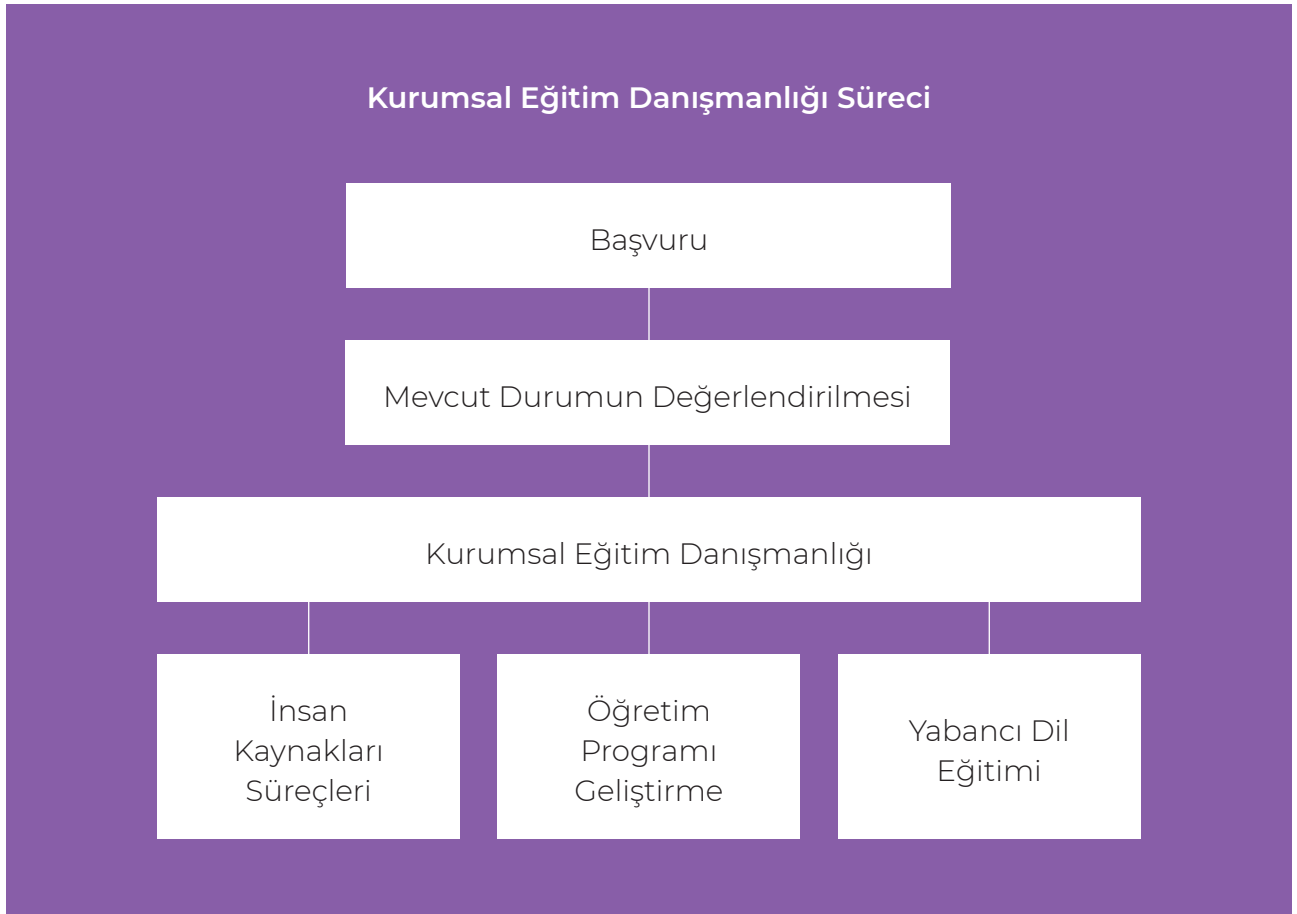 Kurumsal Eğitim Danışmanlığı Süreci
Başvuru
Mevcut Durumun Değerlendirilmesi
Kurumsal Eğitim Danışmanlığı
İnsan
Kaynakları
Süreçleri
Öğretim
Programı
Geliştirme
Yabancı Dil
Eğitimi